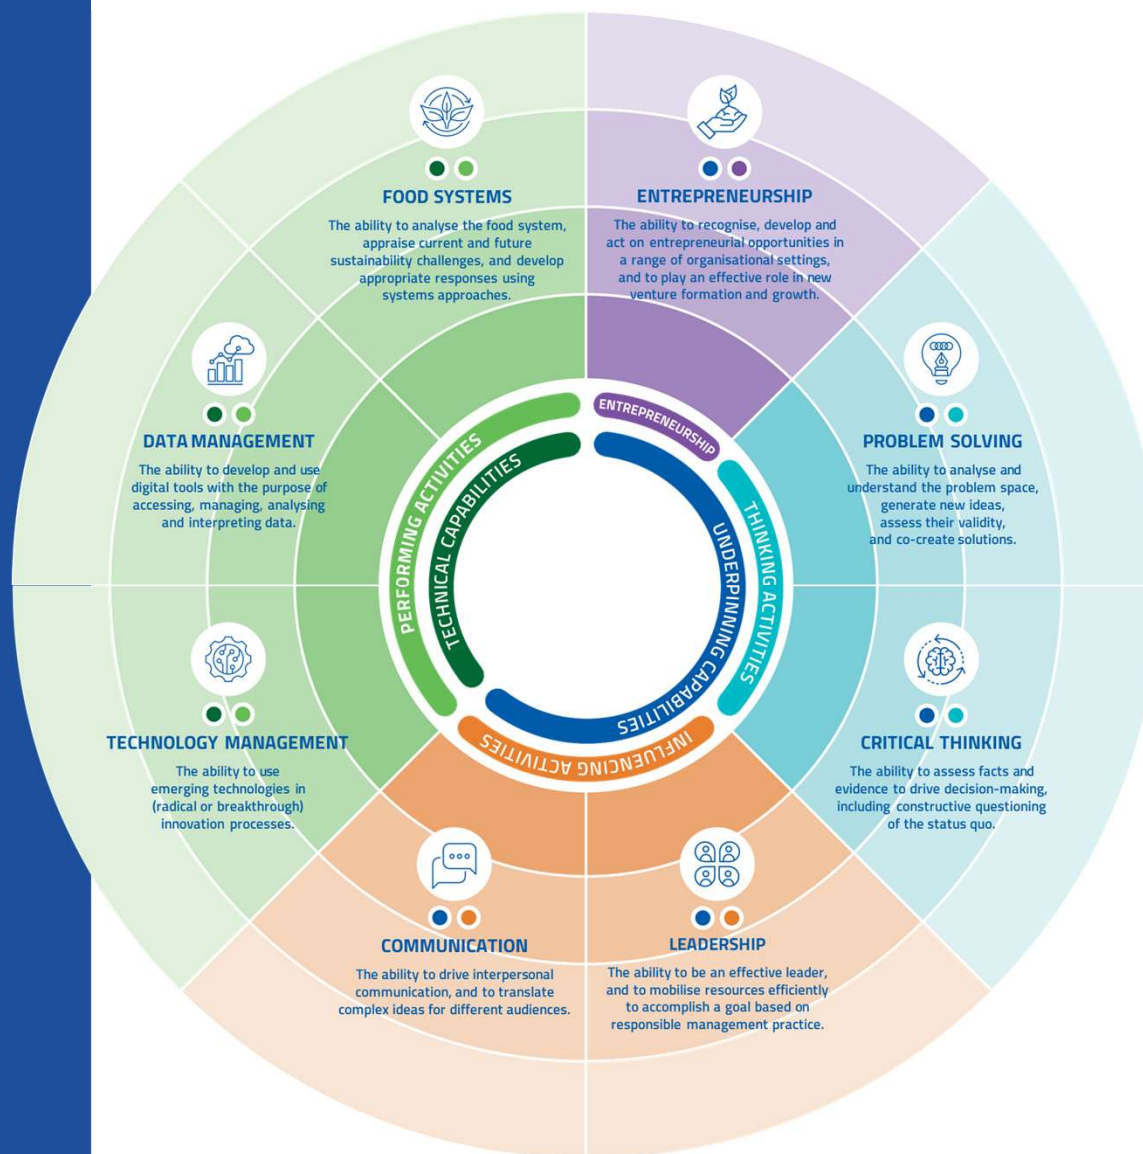 FOOD SYSTEMS
The ability to analyse the food system,
appraise current and future
sustainability challenges, and develop
appropriate responses using
systems approaches.
ENTREPRENEURSHIP
The ability to recognise, develop and
act on entrepreneurial opportunities in
a range of organisational settings,
and to play an effective role in new
venture formation and growth.
DATA MANAGEMENT
The ability to develop and use
digital tools with the purpose of
accessing, managing, analysing
and interpreting data.
PROBLEM SOLVING
The ability to analyse and
understand the problem space,
generate new ideas,
assess their validity,
and co-create solutions.
PERFORMING ACTIVITIES
TECHNICAL CAPABILITIES
ENTREPRENEURSHIP
THINKING ACTIVITIES
UNDERPINNING CAPABILITIES
INFLUENCING ACTIVITIES
TECHNOLOGY MANAGEMENT
The ability to use
emerging technologies in
(radical or breakthrough)
innovation processes.
CRITICAL THINKING
The ability to assess facts and
evidence to drive decision-making,
including constructive questioning
of the status quo.
COMMUNICATION
The ability to drive interpersonal
communication, and to translate
complex ideas for different audiences.
LEADERSHIP
The ability to be an effective leader,
and to mobilise resources efficiently
to accomplish a goal based on
responsible management practice.